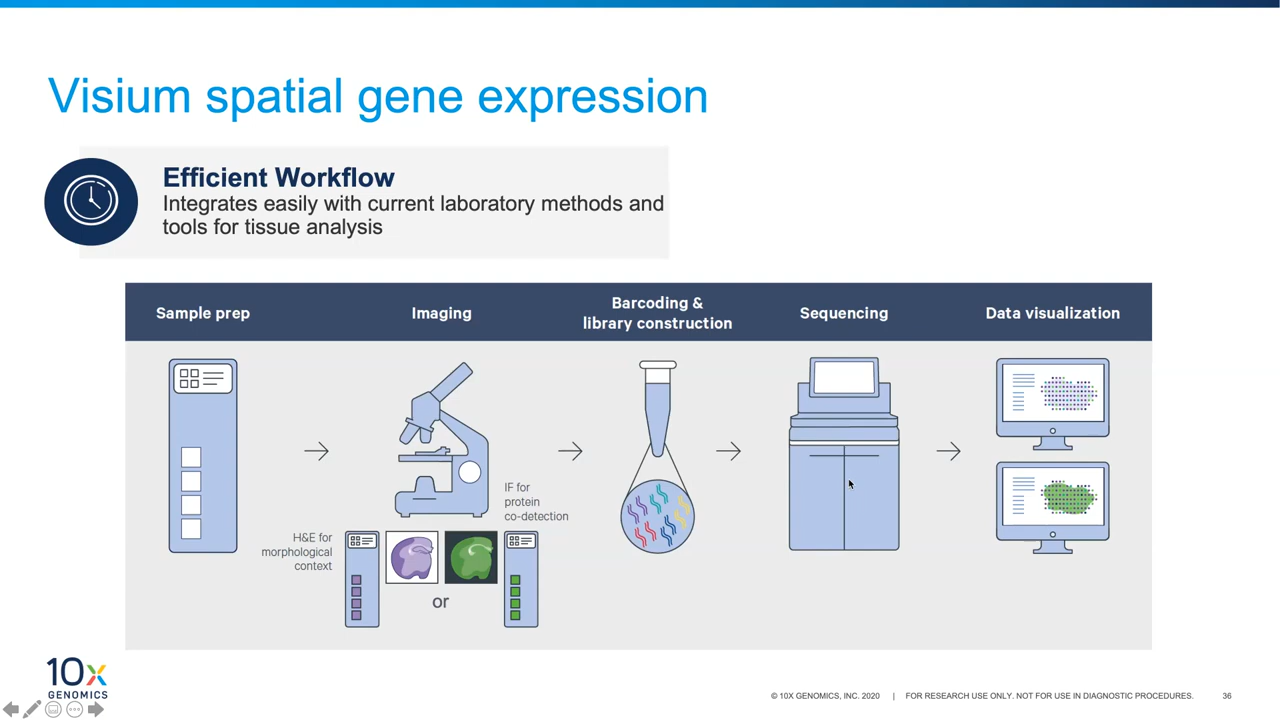 Visium spatial gene expression
Efficient Workflow
Integrates easily with current laboratory methods and
tools for tissue analysis
Sample prep
Imaging
Barcoding &
library construction
Sequencing
Data visualization
IF for
protein
co-detection
H&E for
morphological
context
or
10x
GENOMICS
© 10X GENOMICS, INC. 2020 | FOR RESEARCH USE ONLY. NOT FOR USE IN DIAGNOSTIC PROCEDURES. 36